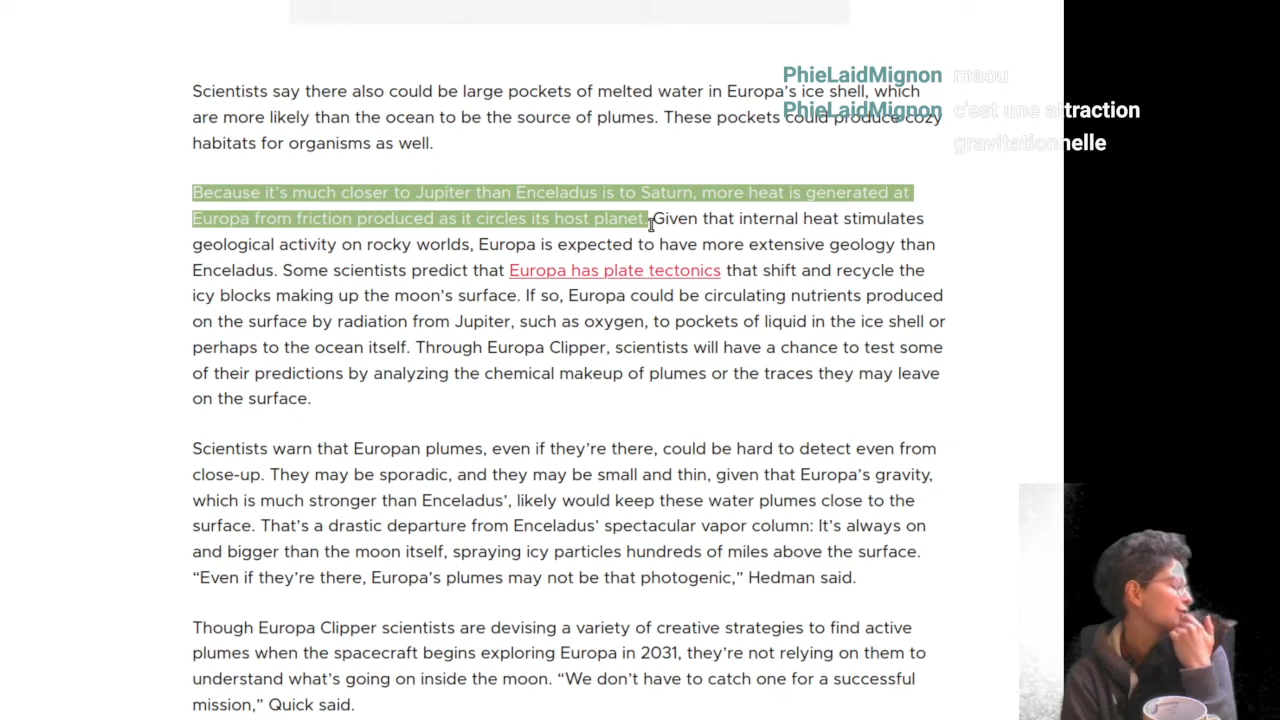 Scientists say there also could be large pockets of melted water in Europa's ice shell, which
are more likely than the ocean to be the source of plumes. These pockets could produce cozy
habitats for organisms as well.
Because it's much closer to Jupiter than Enceladus is to Saturn, more heat is generated at
Europa from friction produced as it circles its host planet. Given that internal heat stimulates
geological activity on rocky worlds, Europa is expected to have more extensive geology than
Enceladus. Some scientists predict that Europa has plate tectonics that shift and recycle the
icy blocks making up the moon's surface. If so, Europa could be circulating nutrients produced
on the surface by radiation from Jupiter, such as oxygen, to pockets of liquid in the ice shell or
perhaps to the ocean itself. Through Europa Clipper, scientists will have a chance to test some
of their predictions by analyzing the chemical makeup of plumes or the traces they may leave
on the surface.
Scientists warn that Europan plumes, even if they're there, could be hard to detect even from
close-up. They may be sporadic, and they may be small and thin, given that Europa's gravity,
which is much stronger than Enceladus', likely would keep these water plumes close to the
surface. That's a drastic departure from Enceladus' spectacular vapor column: It's always on
and bigger than the moon itself, spraying icy particles hundreds of miles above the surface.
“Even if they're there, Europa's plumes may not be that photogenic,” Hedman said.
Though Europa Clipper scientists are devising a variety of creative strategies to find active
plumes when the spacecraft begins exploring Europa in 2031, they're not relying on them to
understand what's going on inside the moon. “We don't have to catch one for a successful
mission,” Quick said.
PhieLaidMignon maou
PhieLaidMignon c'est une attraction
gravitationnelle